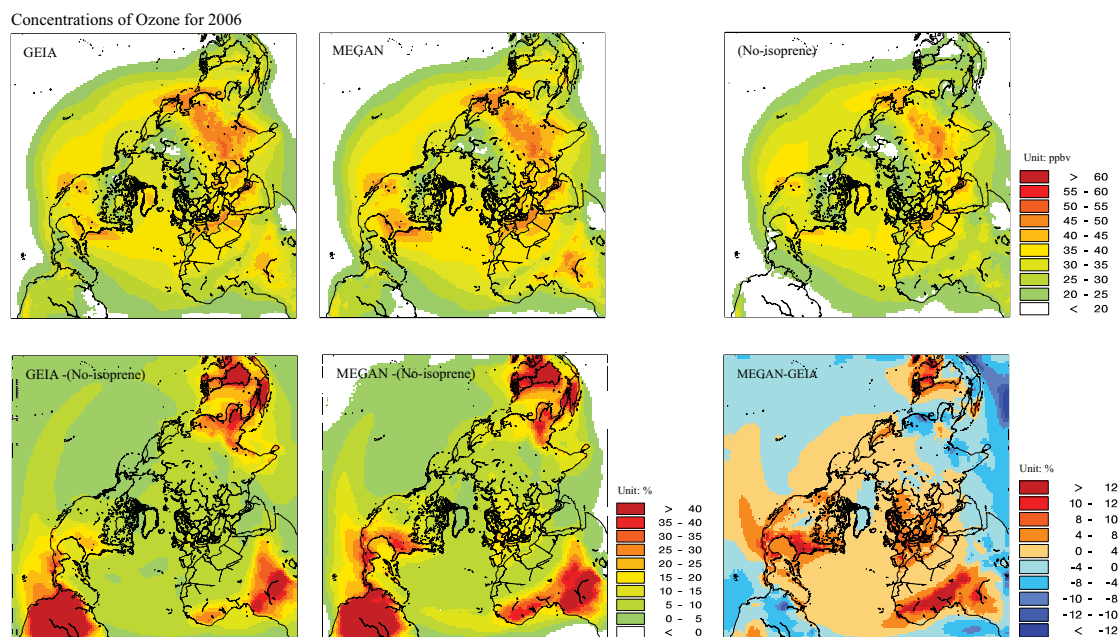 Concentrations of Ozone for 2006
GEIA
MEGAN
(No-isoprene)
Unit: ppbv
> 60
55 - 60
50 - 55
45 - 50
40 - 45
35 - 40
30 - 35
25 - 30
20 - 25
< 20
GEIA -(No-isoprene)
MEGAN -(No-isoprene)
MEGAN-GEIA
Unit: %
> 40
35 - 40
30 - 35
25 - 30
20 - 25
15 - 20
10 - 15
5 - 10
0 - 5
< 0
Unit: %
> 12
10 - 12
8 - 10
4 - 8
0 - 4
-4 - 0
-8 - -4
-10 - -8
-12 - -10
< -12